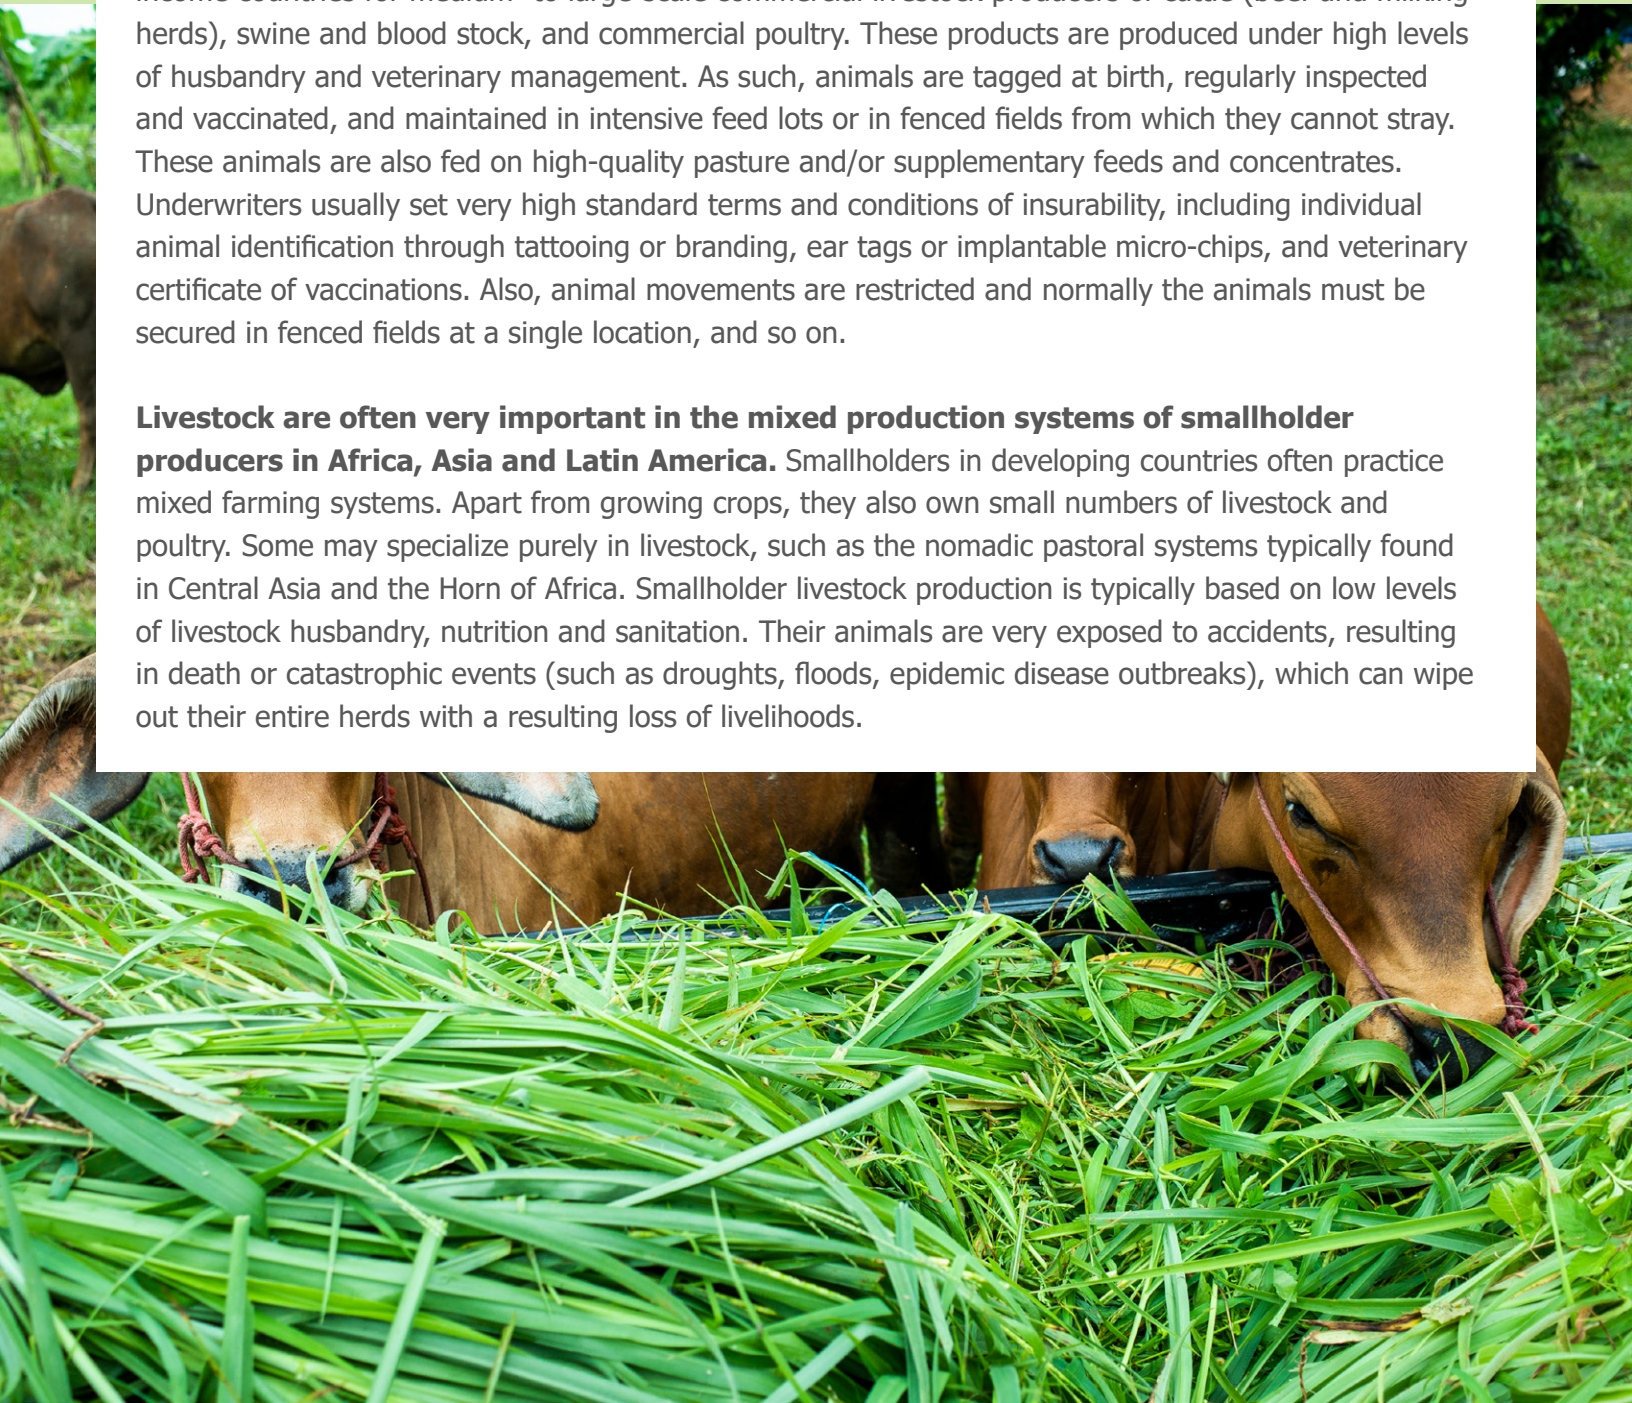 herds), swine and blood stock, and commercial poultry. These products are produced under high levels
of husbandry and veterinary management. As such, animals are tagged at birth, regularly inspected
and vaccinated, and maintained in intensive feed lots or in fenced fields from which they cannot stray.
These animals are also fed on high-quality pasture and/or supplementary feeds and concentrates.
Underwriters usually set very high standard terms and conditions of insurability, including individual
animal identification through tattooing or branding, ear tags or implantable micro-chips, and veterinary
certificate of vaccinations. Also, animal movements are restricted and normally the animals must be
secured in fenced fields at a single location, and so on.
Livestock are often very important in the mixed production systems of smallholder
producers in Africa, Asia and Latin America. Smallholders in developing countries often practice
mixed farming systems. Apart from growing crops, they also own small numbers of livestock and
poultry. Some may specialize purely in livestock, such as the nomadic pastoral systems typically found
in Central Asia and the Horn of Africa. Smallholder livestock production is typically based on low levels
of livestock husbandry, nutrition and sanitation. Their animals are very exposed to accidents, resulting
in death or catastrophic events (such as droughts, floods, epidemic disease outbreaks), which can wipe
out their entire herds with a resulting loss of livelihoods.